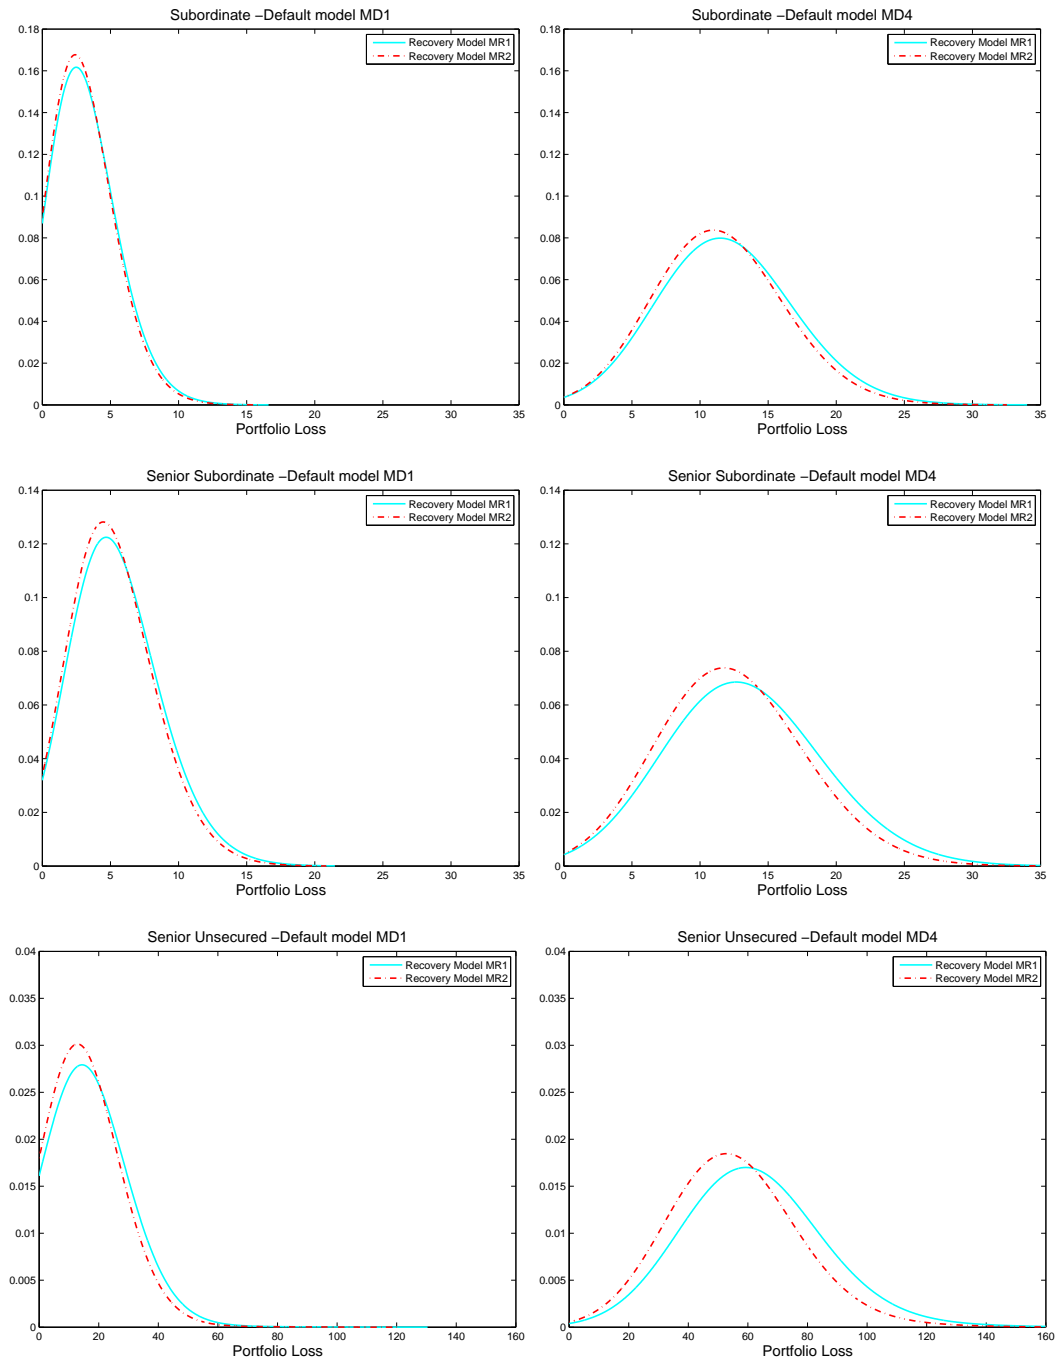 Subordinate −Default model MD1
0.18
0.16
0.14
0.12
0.1
0.08
0.06
0.04
0.02
0
0 5 10 15 20 25 30 35
Portfolio Loss
Recovery Model MR1
Recovery Model MR2
Subordinate −Default model MD4
0.18
0.16
0.14
0.12
0.1
0.08
0.06
0.04
0.02
0
0 5 10 15 20 25 30 35
Portfolio Loss
Recovery Model MR1
Recovery Model MR2
Senior Subordinate −Default model MD1
0.14
0.12
0.1
0.08
0.06
0.04
0.02
0
0 5 10 15 20 25 30 35
Portfolio Loss
Recovery Model MR1
Recovery Model MR2
Senior Subordinate −Default model MD4
0.14
0.12
0.1
0.08
0.06
0.04
0.02
0
0 5 10 15 20 25 30 35
Portfolio Loss
Recovery Model MR1
Recovery Model MR2
Senior Unsecured −Default model MD1
0.04
0.035
0.03
0.025
0.02
0.015
0.01
0.005
0
0 20 40 60 80 100 120 140 160
Portfolio Loss
Recovery Model MR1
Recovery Model MR2
Senior Unsecured −Default model MD4
0.04
0.035
0.03
0.025
0.02
0.015
0.01
0.005
0
0 20 40 60 80 100 120 140 160
Portfolio Loss
Recovery Model MR1
Recovery Model MR2